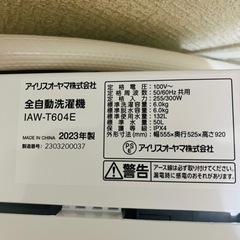 アイリスオーヤマ株式会社
全自動洗濯機
IAW-T604E
MADE IN CHINA 2023年製
製造番号:2303200037
定格電圧:100V~
定格周波数:50/60Hz 共用
定格消費電力:255/300W
標準洗濯容量:6.0kg
標準脱水容量:6.0kg
標準使用水量:132L
標準水量:50L
保護等級:IPX4
外形寸法(mm):幅555×奥行525×高さ920
PS
E
アイリスオーヤマ株式会社
警告
アース線は必ず取り付けてください。
漏電時に感電の恐れがあります。